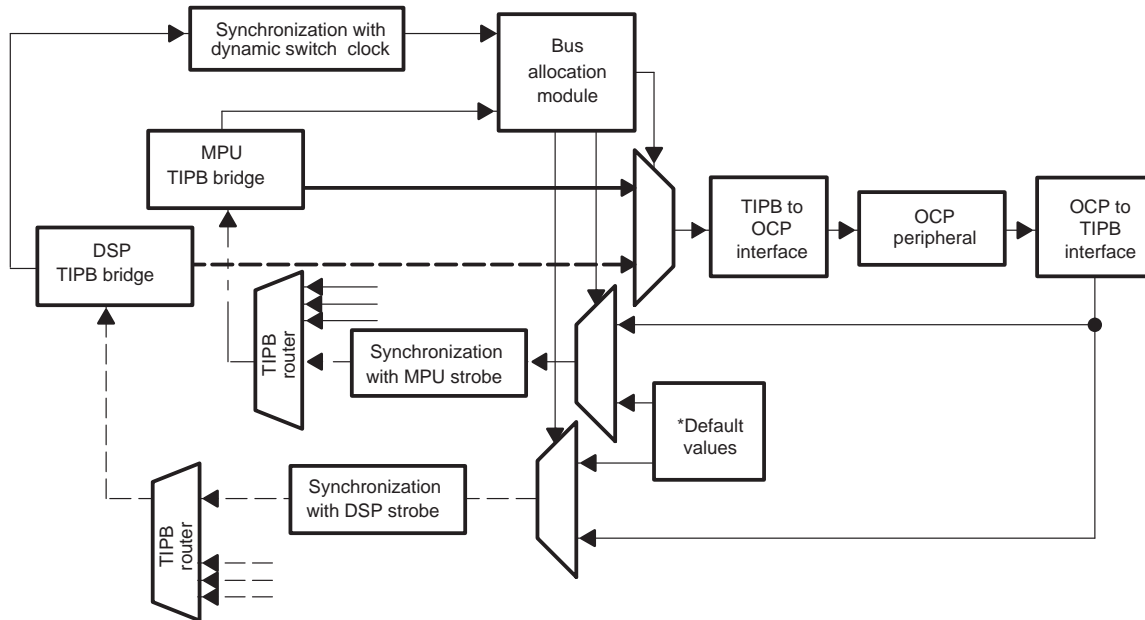 Synchronization with
dynamic switch clock
Bus
allocation
module
MPU
TIPB bridge
DSP
TIPB bridge
TIPB to
OCP
interface
OCP
peripheral
OCP to
TIPB
interface
TIPB
router
Synchronization
with MPU strobe
*Default
values
TIPB
router
Synchronization
with DSP strobe